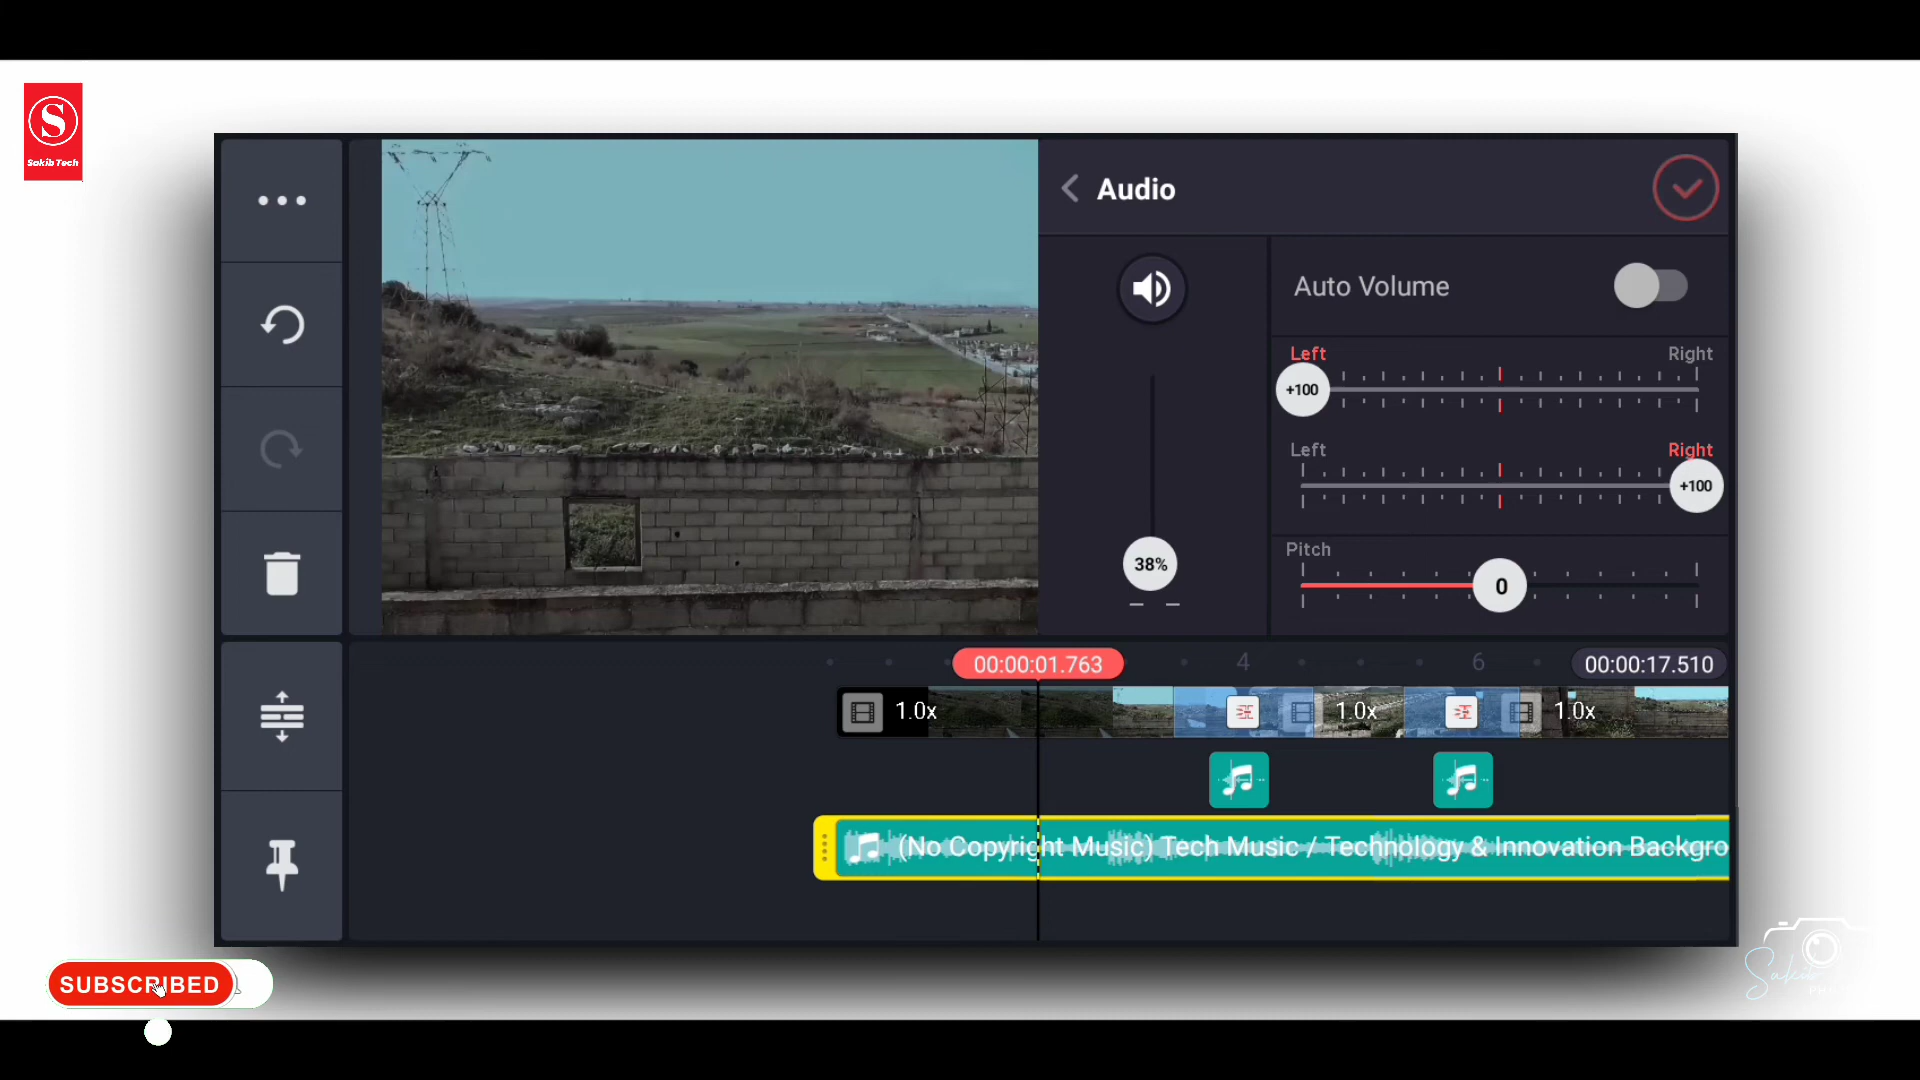 S
Sakib Tech
Audio
Auto Volume
Left Right
+100
Left Right
+100
38%
Pitch
0
00:00:01.763 4 6 00:00:17.510
1.0x 1.0x 1.0x
(No Copyright Music) Tech Music / Technology & Innovation Backgro
SUBSCRIBED
Sakib